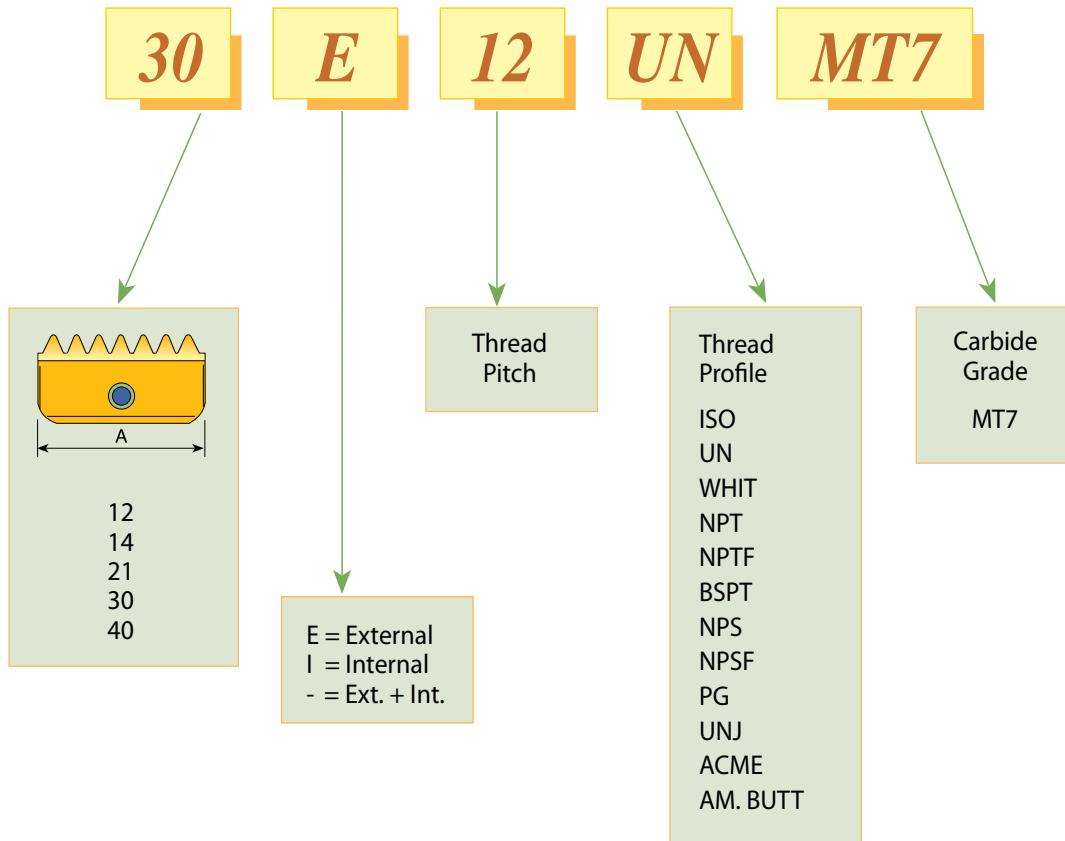 30 E 12 UN MT7
A
12
14
21
30
40
E = External
I = Internal
- = Ext. + Int.
Thread
Pitch
Thread
Profile
ISO
UN
WHIT
NPT
NPTF
BSPT
NPS
NPSF
PG
UNJ
ACME
AM. BUTT
Carbide
Grade
MT7